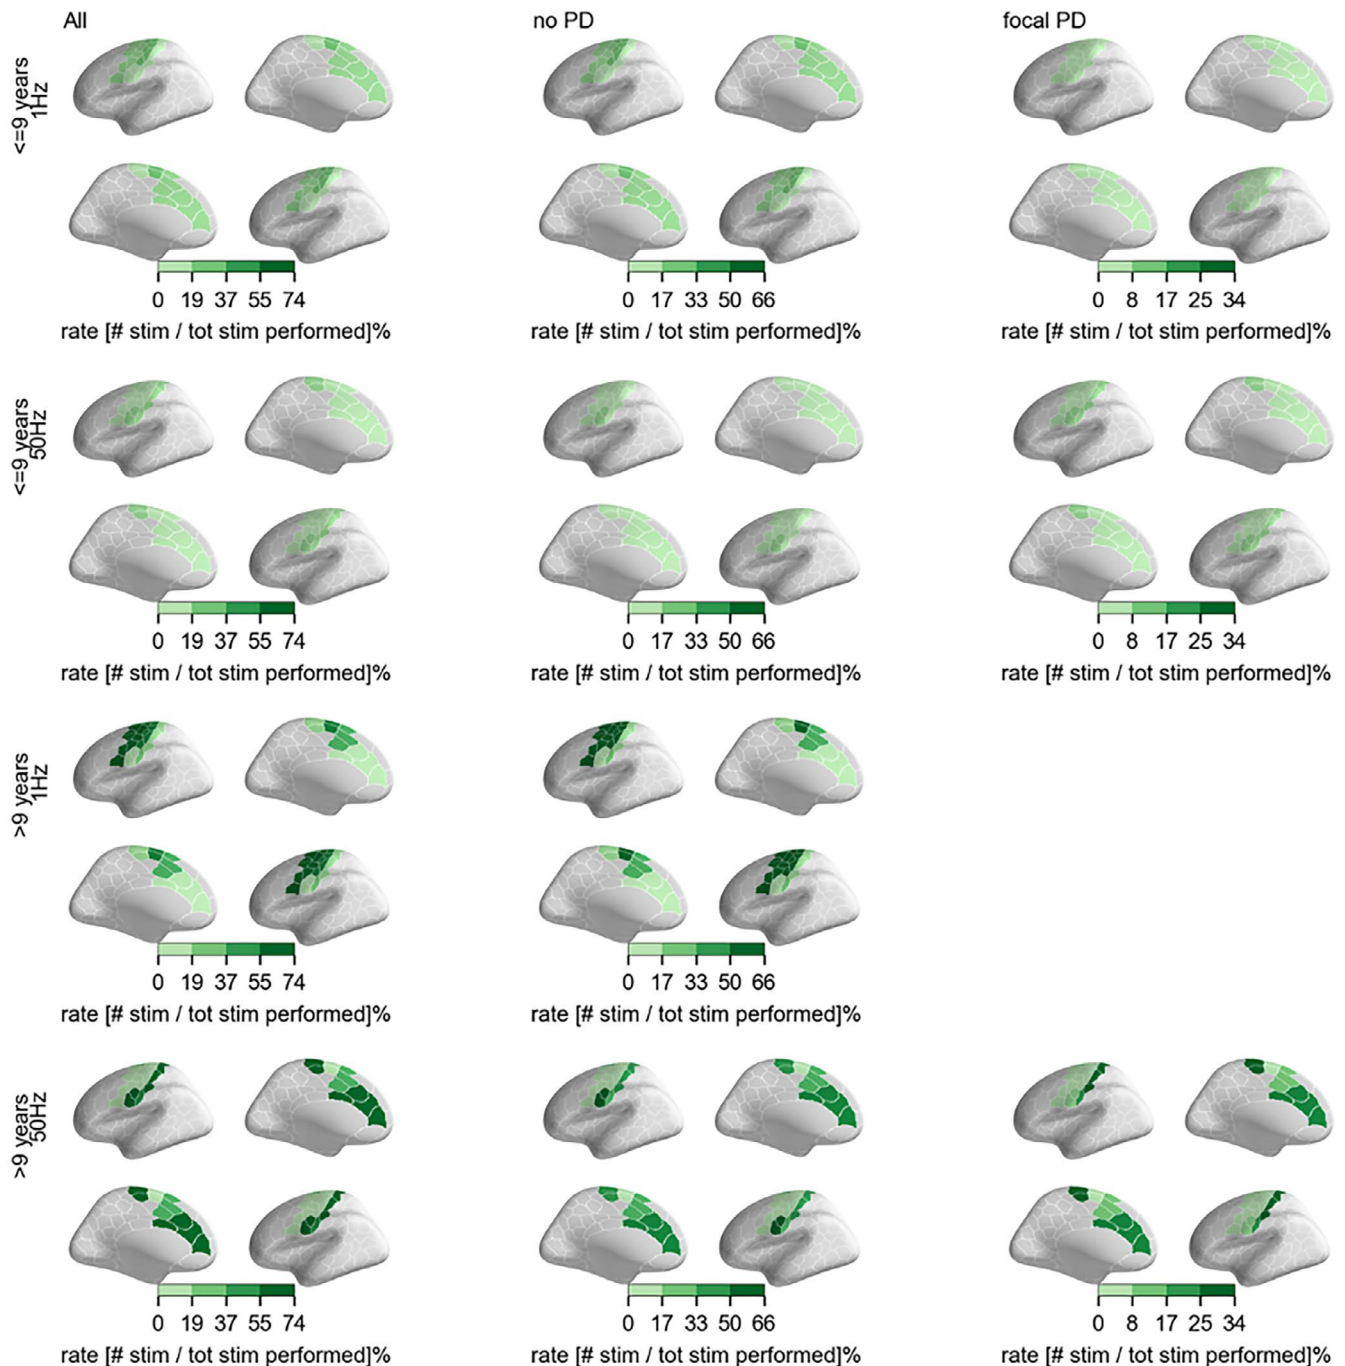 All no PD focal PD
<=9 years
1Hz
0 19 37 55 74 0 17 33 50 66 0 8 17 25 34
rate [# stim / tot stim performed]% rate [# stim / tot stim performed]% rate [# stim / tot stim performed]%
<=9 years
50Hz
0 19 37 55 74 0 17 33 50 66 0 8 17 25 34
rate [# stim / tot stim performed]% rate [# stim / tot stim performed]% rate [# stim / tot stim performed]%
>9 years
1Hz
0 19 37 55 74 0 17 33 50 66
rate [# stim / tot stim performed]% rate [# stim / tot stim performed]%
>9 years
50Hz
0 19 37 55 74 0 17 33 50 66 0 8 17 25 34
rate [# stim / tot stim performed]% rate [# stim / tot stim performed]% rate [# stim / tot stim performed]%